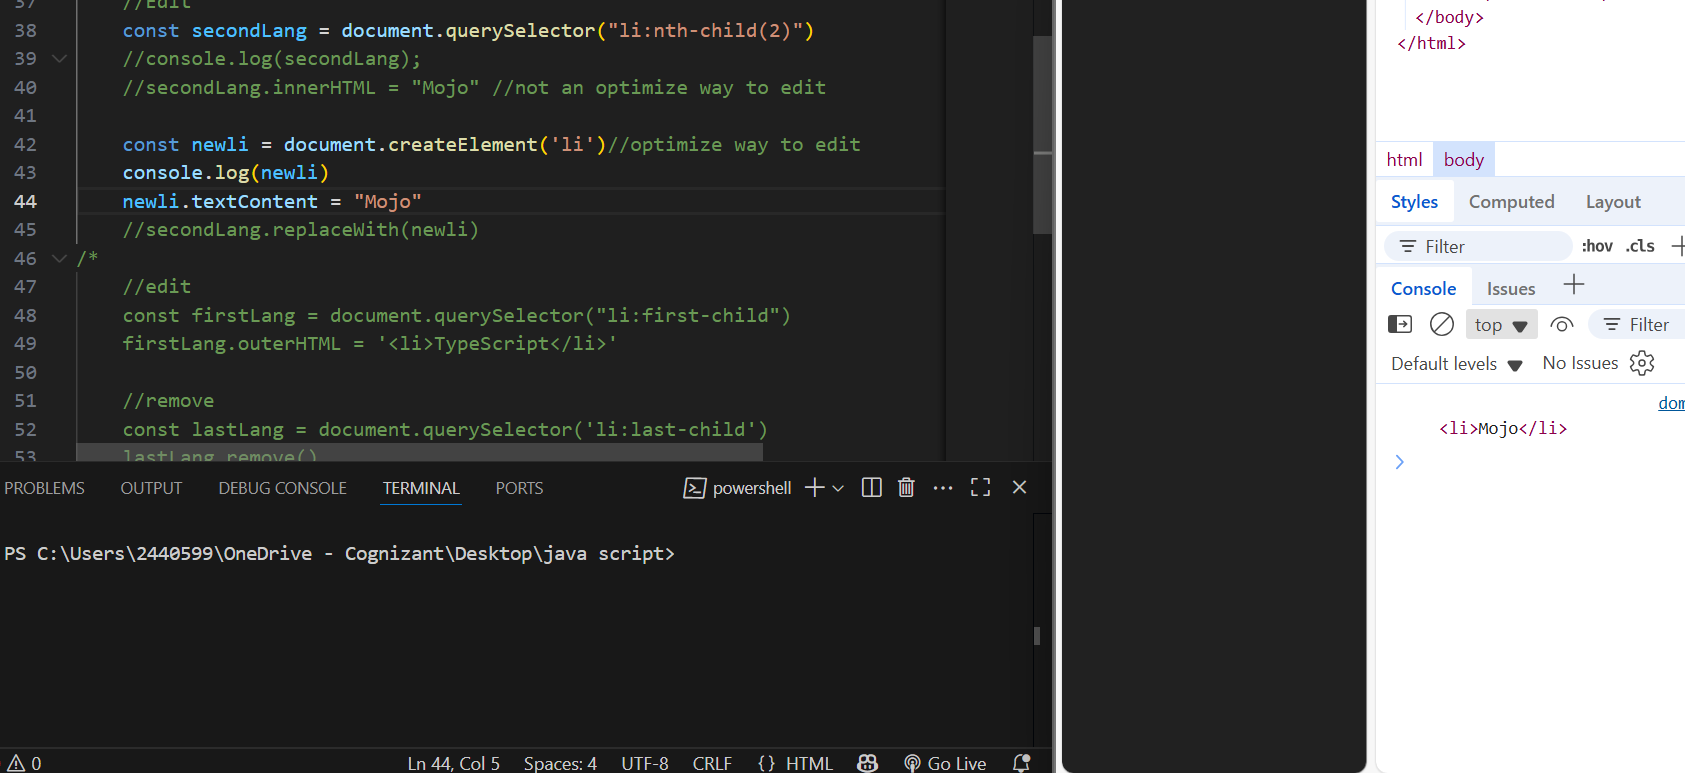 37 //Edit
38 const secondLang = document.querySelector("li:nth-child(2)")
39 //console.log(secondLang);
40 //secondLang.innerHTML = "Mojo" //not an optimize way to edit
41
42 const newli = document.createElement('li')//optimize way to edit
43 console.log(newli)
44 newli.textContent = "Mojo"
45 //secondLang.replaceWith(newli)
46 /*
47 //edit
48 const firstLang = document.querySelector("li:first-child")
49 firstLang.outerHTML = '<li>TypeScript</li>'
50
51 //remove
52 const lastLang = document.querySelector('li:last-child')
53 lastLang.remove()
PROBLEMS OUTPUT DEBUG CONSOLE TERMINAL PORTS powershell
PS C:\Users\2440599\OneDrive - Cognizant\Desktop\java script>
0 Ln 44, Col 5 Spaces: 4 UTF-8 CRLF {} HTML Go Live
</body>
</html>
html body
Styles Computed Layout
Filter :hov .cls
Console Issues
top Filter
Default levels No Issues
dom
<li>Mojo</li>